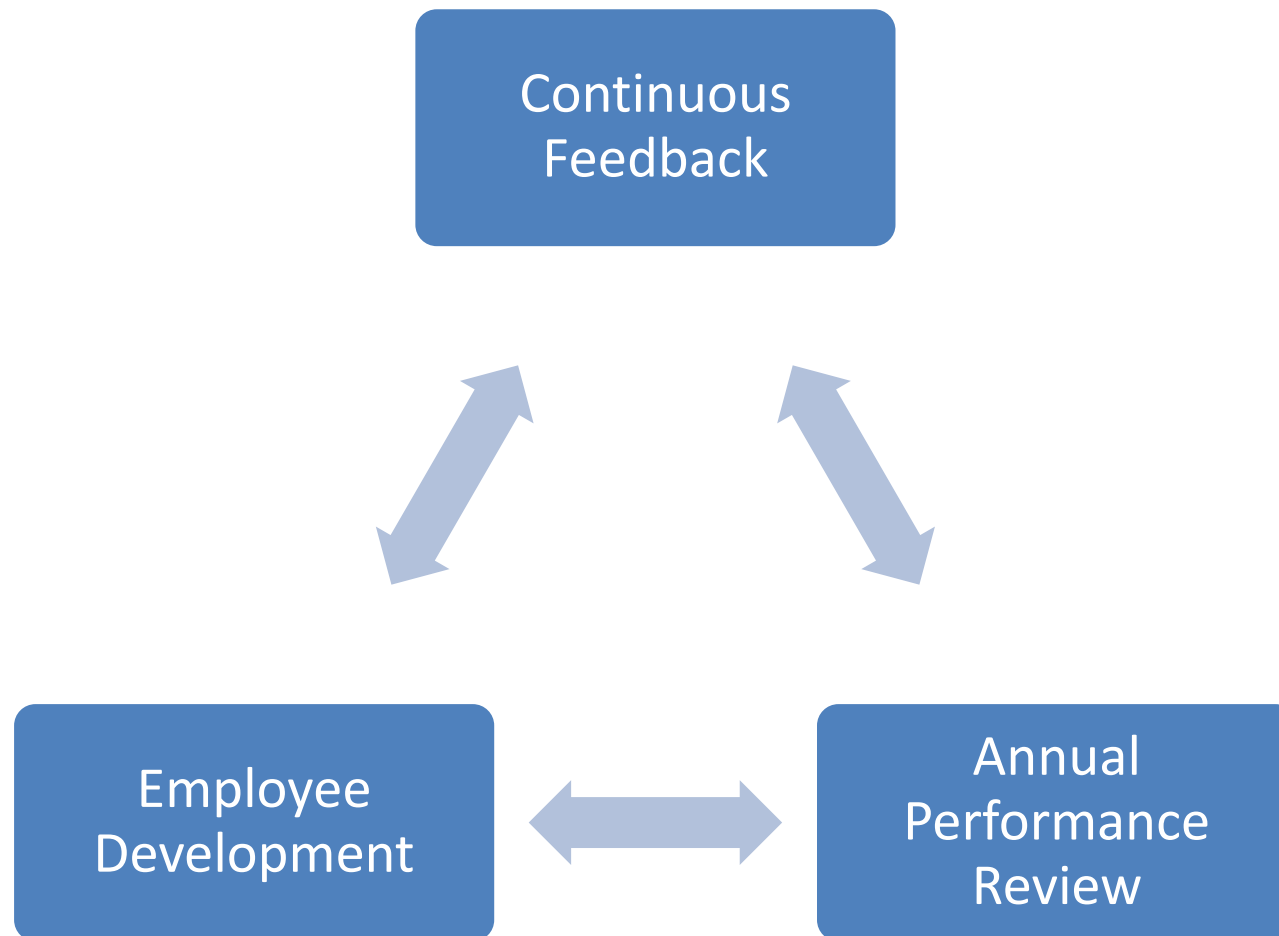 Continuous
Feedback
Employee
Development
Annual
Performance
Review